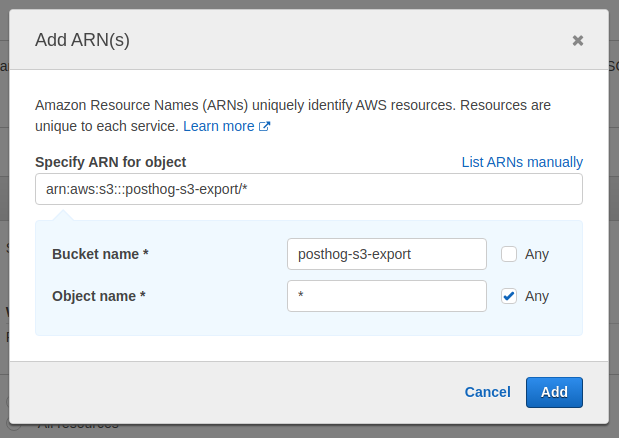 Add ARN(s)
Amazon Resource Names (ARNs) uniquely identify AWS resources. Resources are
unique to each service. Learn more
Specify ARN for object
List ARNs manually
arn:aws:s3:::posthog-s3-export/*
Bucket name *
posthog-s3-export
Any
Object name *
*
Any
Cancel
Add
All resources